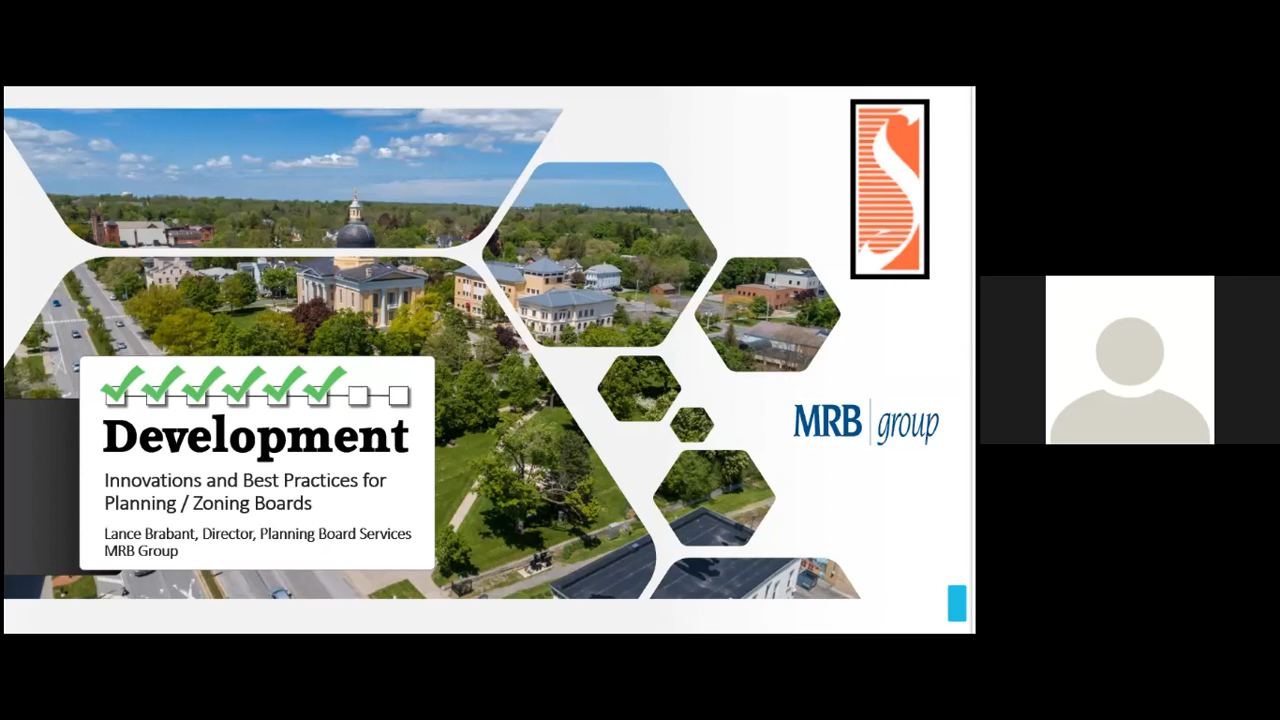 Development
Innovations and Best Practices for
Planning / Zoning Boards
Lance Brabant, Director, Planning Board Services
MRB Group
MRB group